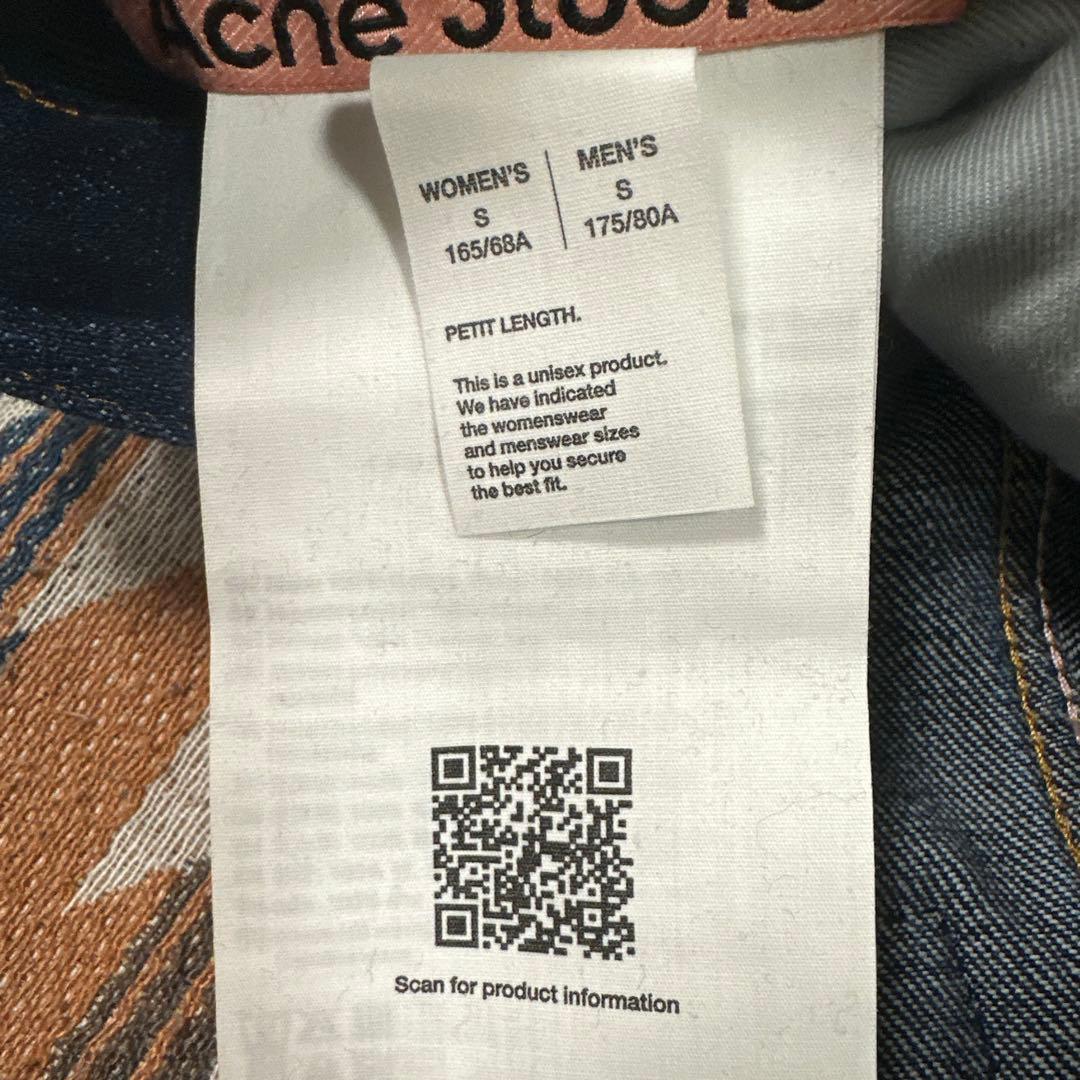 Acne Studios
WOMEN'S
S
165/68A
MEN'S
S
175/80A
PETIT LENGTH.
This is a unisex product.
We have indicated
the womenswear
and menswear sizes
to help you secure
the best fit.
Scan for product information